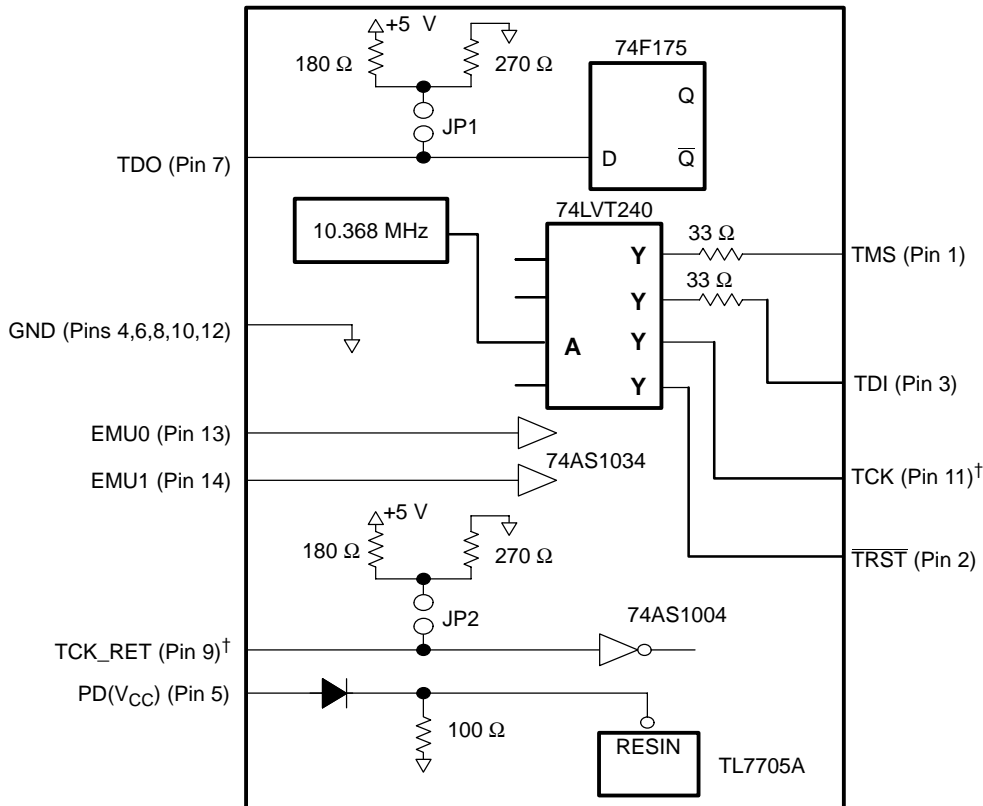 +5 V
180 Ω
270 Ω
JP1
74F175
Q
D
Q̅
TDO (Pin 7)
74LVT240
10.368 MHz
Y
33 Ω
TMS (Pin 1)
Y
33 Ω
GND (Pins 4,6,8,10,12)
A
Y
Y
TDI (Pin 3)
EMU0 (Pin 13)
74AS1034
EMU1 (Pin 14)
TCK (Pin 11)†
+5 V
180 Ω
270 Ω
T̅R̅S̅T̅ (Pin 2)
JP2
74AS1004
TCK_RET (Pin 9)†
PD(VCC) (Pin 5)
100 Ω
RESIN
TL7705A